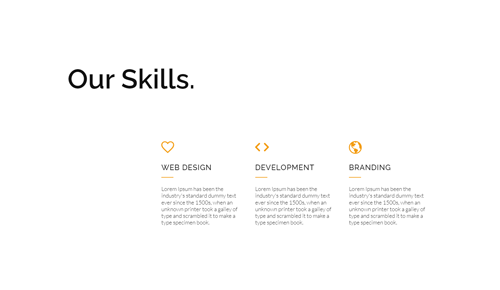 Our Skills.
WEB DESIGN
Lorem Ipsum has been the
industry's standard dummy text
ever since the 1500s, when an
unknown printer took a galley of
type and scrambled it to make a
type specimen book.
DEVELOPMENT
Lorem Ipsum has been the
industry's standard dummy text
ever since the 1500s, when an
unknown printer took a galley of
type and scrambled it to make a
type specimen book.
BRANDING
Lorem Ipsum has been the
industry's standard dummy text
ever since the 1500s, when an
unknown printer took a galley of
type and scrambled it to make a
type specimen book.